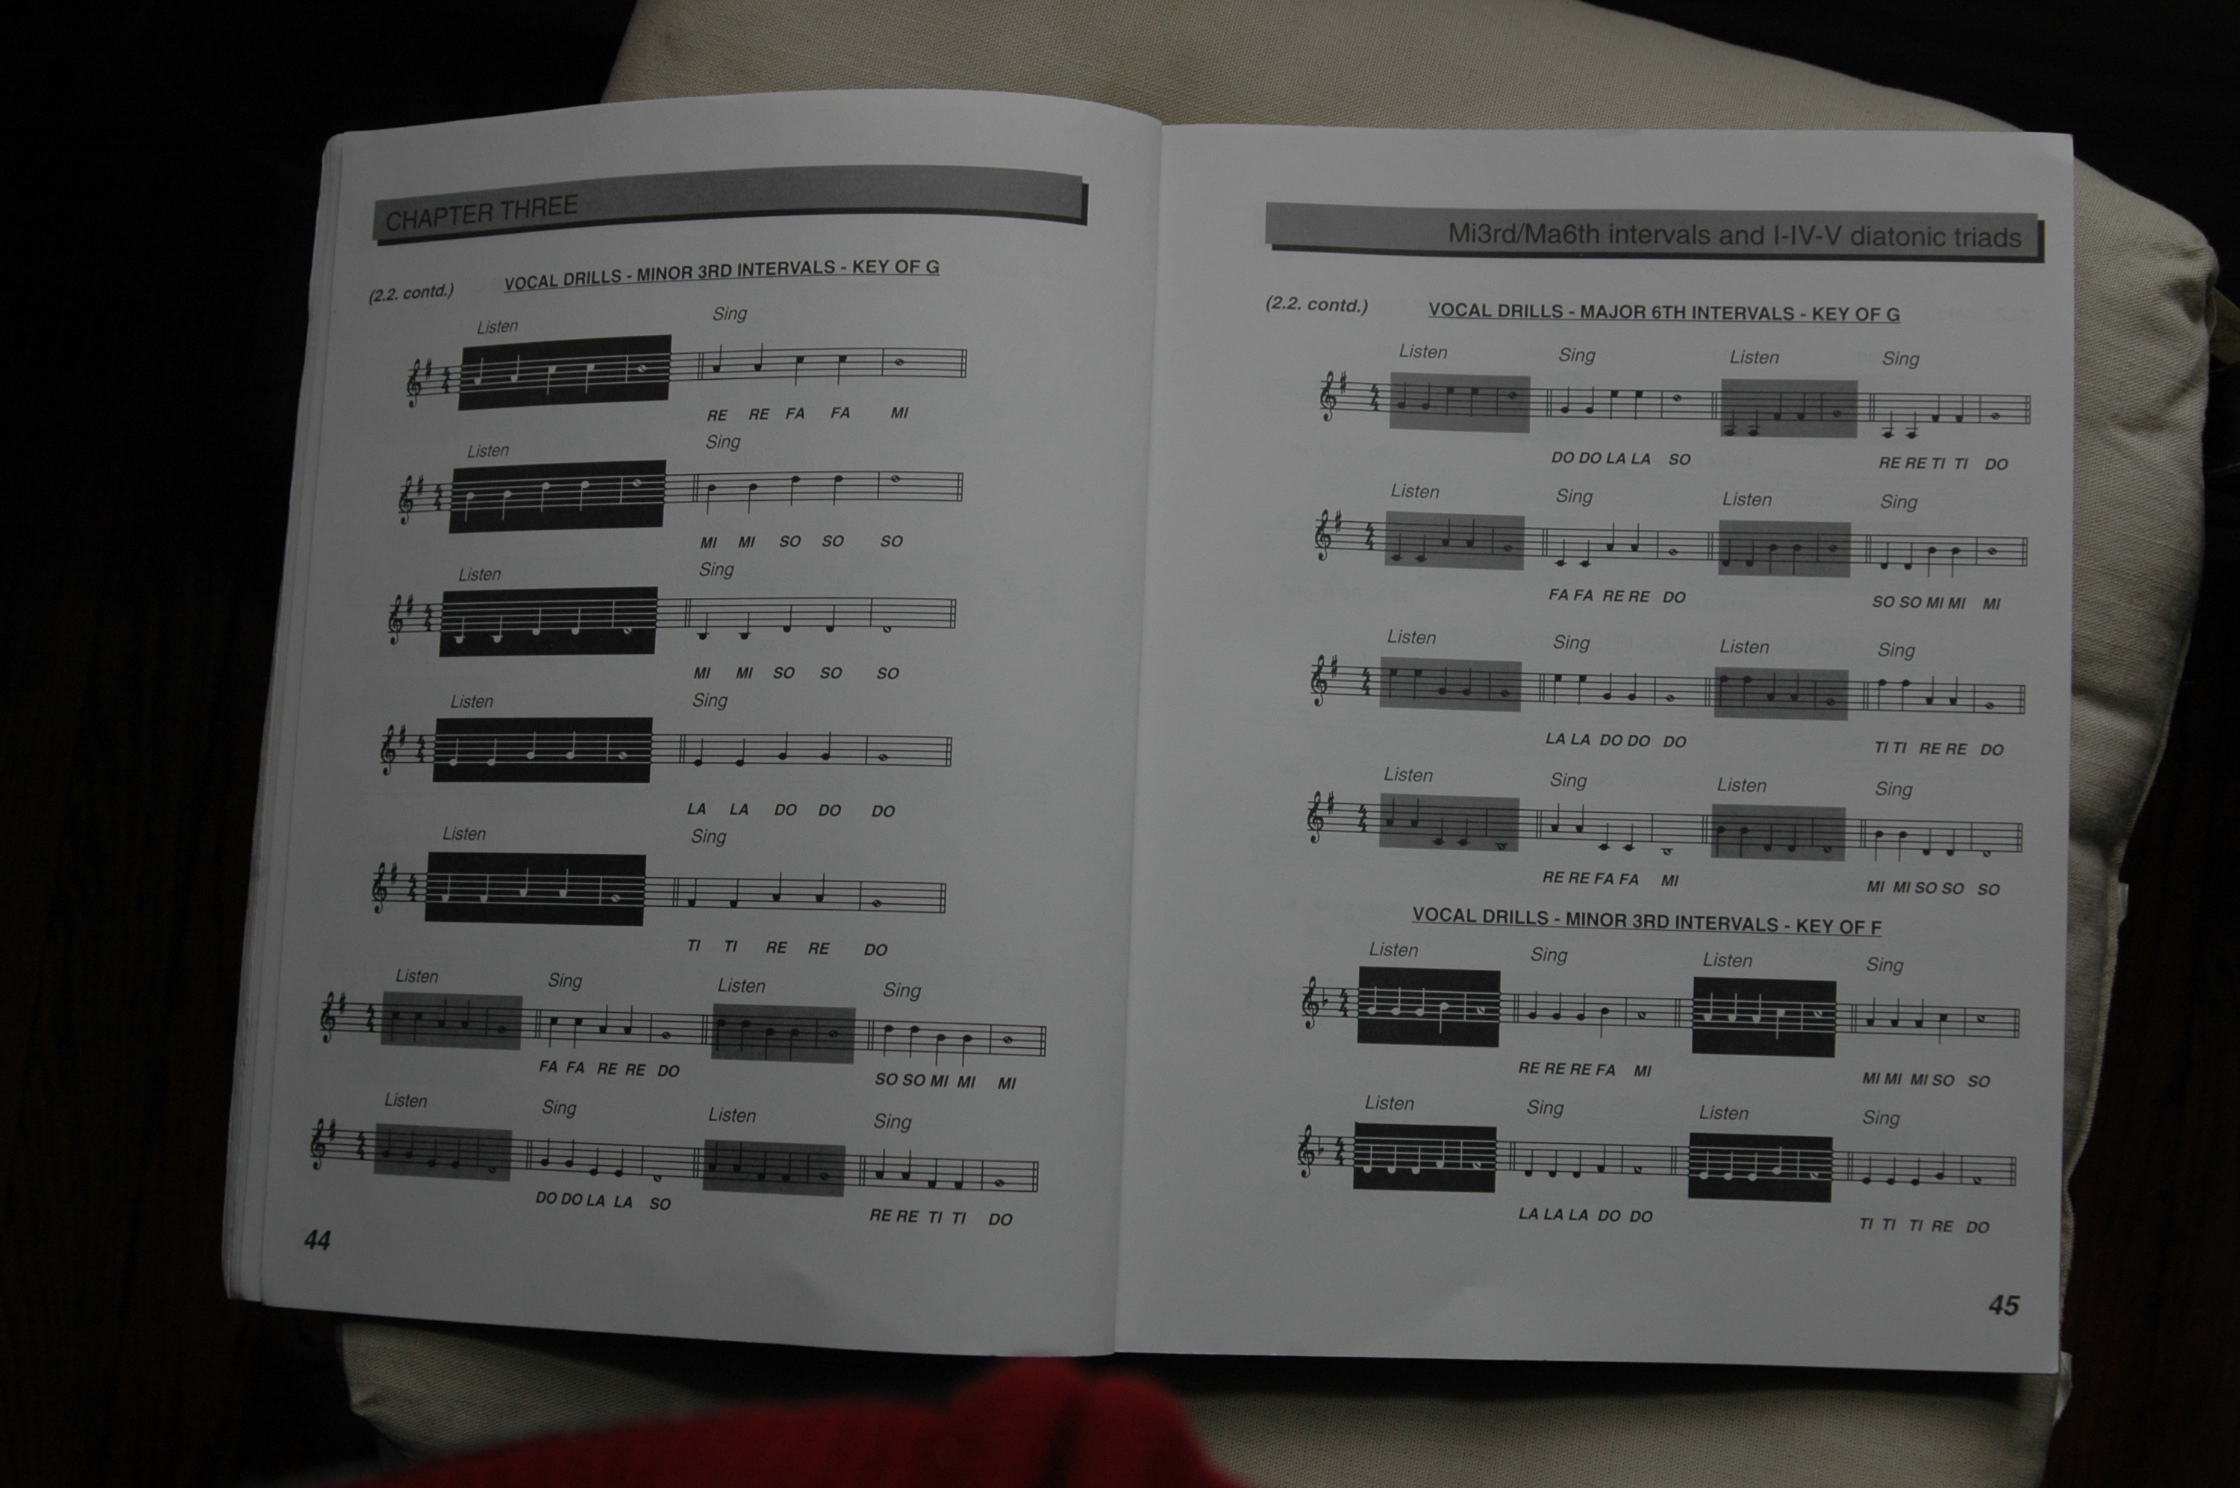 CHAPTER THREE
(2.2. contd.) VOCAL DRILLS - MINOR 3RD INTERVALS - KEY OF G
Listen Sing
RE RE FA FA MI
Listen Sing
MI MI SO SO SO
Listen Sing
MI MI SO SO SO
Listen Sing
LA LA DO DO DO
Listen Sing
TI TI RE RE DO
Listen Sing Listen Sing
FA FA RE RE DO SO SO MI MI MI
Listen Sing Listen Sing
DO DO LA LA SO RE RE TI TI DO
44
Mi3rd/Ma6th intervals and I-IV-V diatonic triads
(2.2. contd.) VOCAL DRILLS - MAJOR 6TH INTERVALS - KEY OF G
Listen Sing Listen Sing
DO DO LA LA SO RE RE TI TI DO
Listen Sing Listen Sing
FA FA RE RE DO SO SO MI MI MI
Listen Sing Listen Sing
LA LA DO DO DO TI TI RE RE DO
Listen Sing Listen Sing
RE RE FA FA MI MI MI SO SO SO
VOCAL DRILLS - MINOR 3RD INTERVALS - KEY OF F
Listen Sing Listen Sing
RE RE RE FA MI MI MI MI SO SO
Listen Sing Listen Sing
LA LA LA DO DO TI TI TI RE DO
45